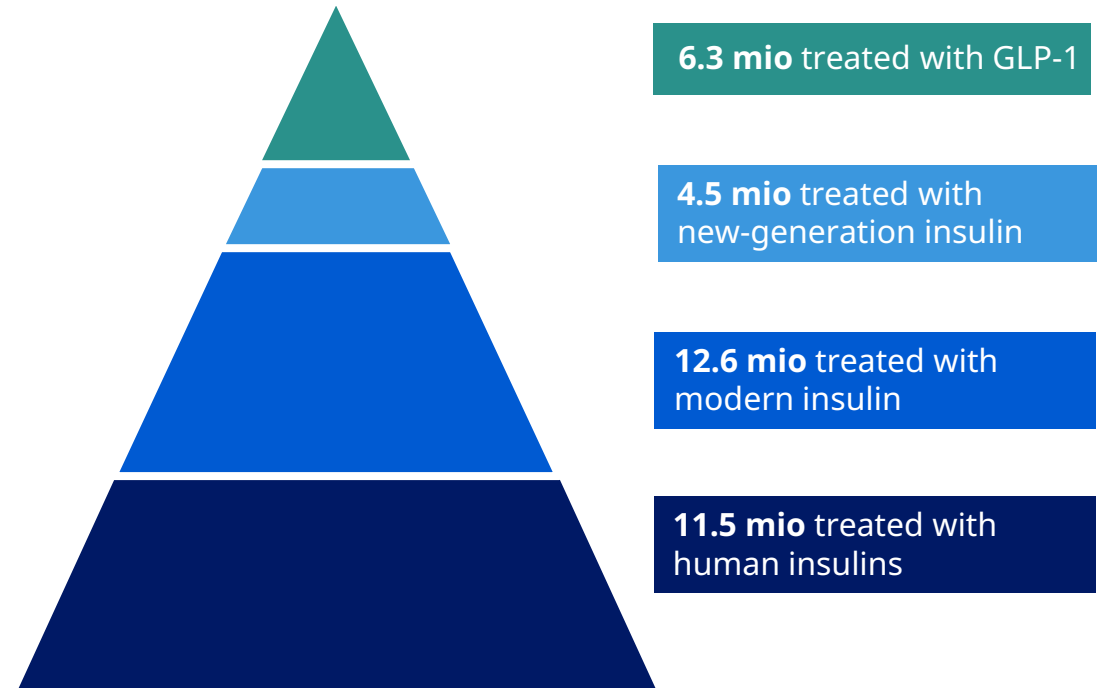 6.3 mio treated with GLP-1
4.5 mio treated with
new-generation insulin
12.6 mio treated with
modern insulin
11.5 mio treated with
human insulins